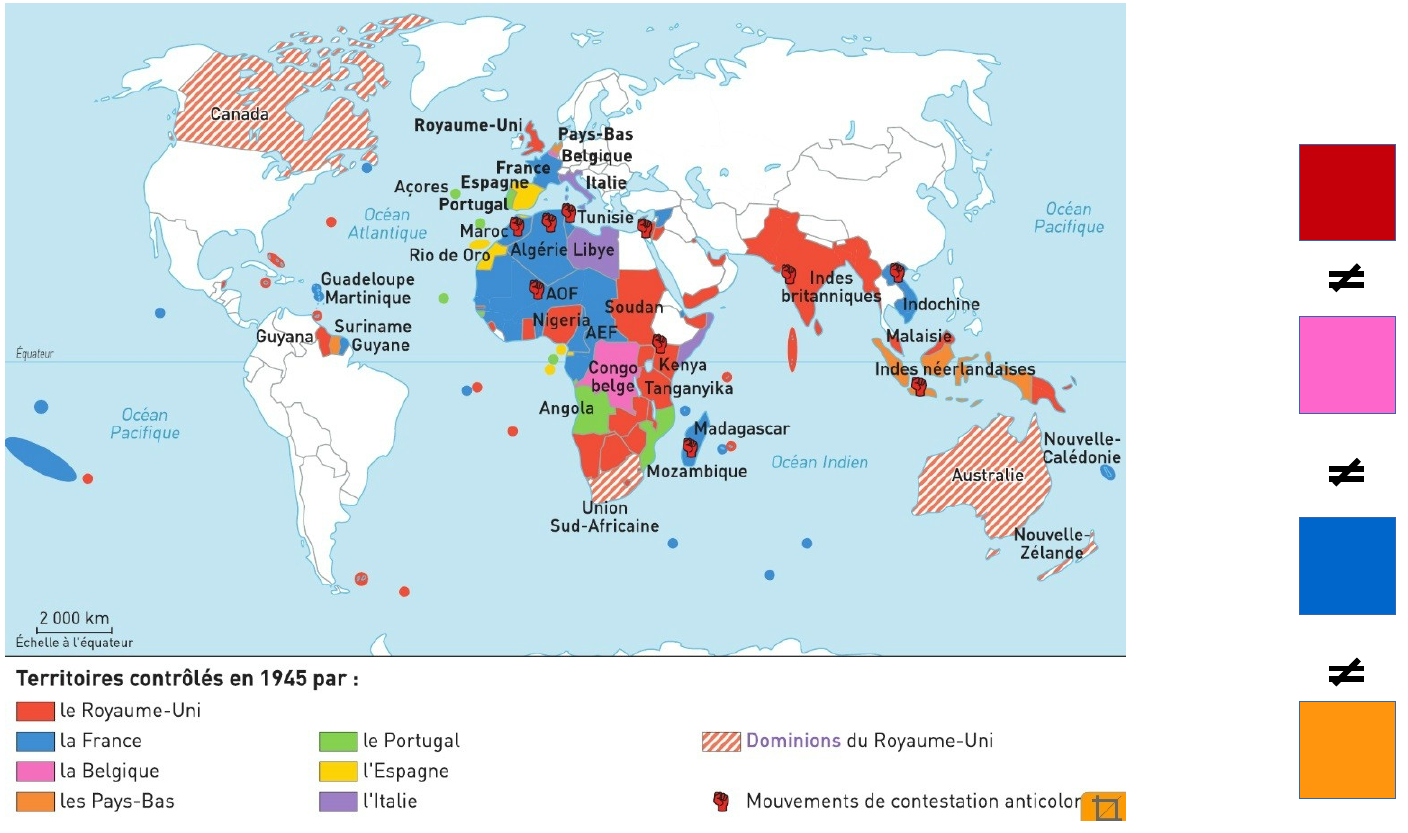 Canada
Royaume-Uni
Pays-Bas
Belgique
France
Açores
Espagne
Italie
Portugal
Océan
Atlantique
Tunisie
Maroc
Algérie
Libye
Rio de Oro
Océan
Pacifique
Guadeloupe
Martinique
AOF
Indes
britanniques
Indochine
Soudan
Nigeria
AEF
Suriname
Guyana
Guyane
Malaisie
Équateur
Kenya
Congo
belge
Indes néerlandaises
Tanganyika
Angola
Océan
Pacifique
Madagascar
Nouvelle-
Calédonie
Océan Indien
Mozambique
Australie
Union
Sud-Africaine
Nouvelle-
Zélande
2 000 km
Échelle à l'équateur
Territoires contrôlés en 1945 par :
le Royaume-Uni
la France
la Belgique
les Pays-Bas
le Portugal
l'Espagne
l'Italie
Dominions du Royaume-Uni
Mouvements de contestation
≠
≠
≠